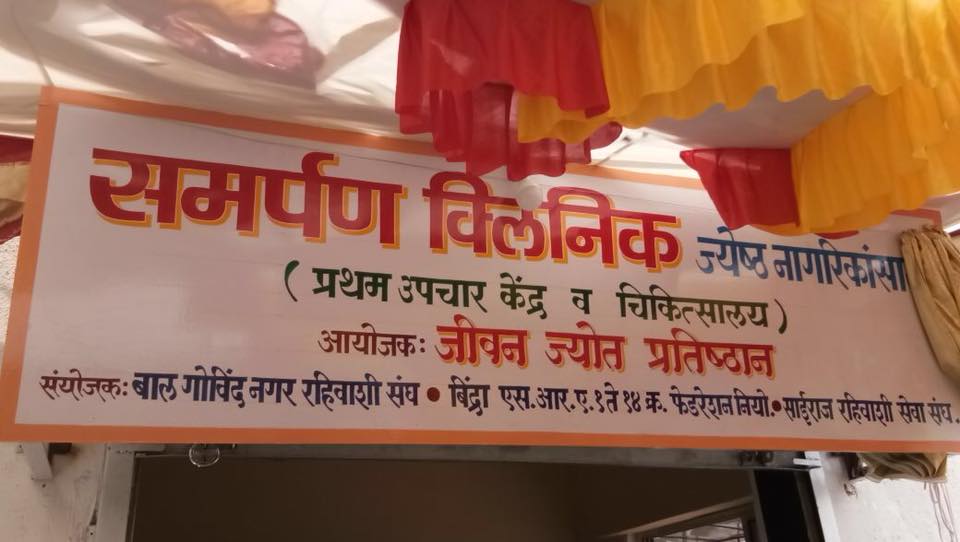 समर्पण क्लिनिक ज्येष्ठ नागरिकांसा
( प्रथम उपचार केंद्र व चिकित्सालय )
आयोजक: जीवन ज्योत प्रतिष्ठान
संयोजक: बाल गोविंद नगर रहिवाशी संघ • बिंद्रा एस.आर.ए.१ ते १४ क्र. फेडरेशन नियो.• साईराज रहिवाशी सेवा संघ.